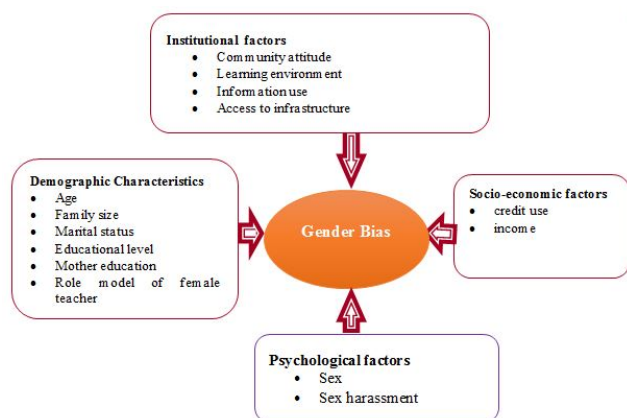 Institutional factors
• Community attitude
• Learning environment
• Information use
• Access to infrastructure
Demographic Characteristics
• Age
• Family size
• Marital status
• Educational level
• Mother education
• Role model of female
teacher
Gender Bias
Socio-economic factors
• credit use
• income
Psychological factors
• Sex
• Sex harassment